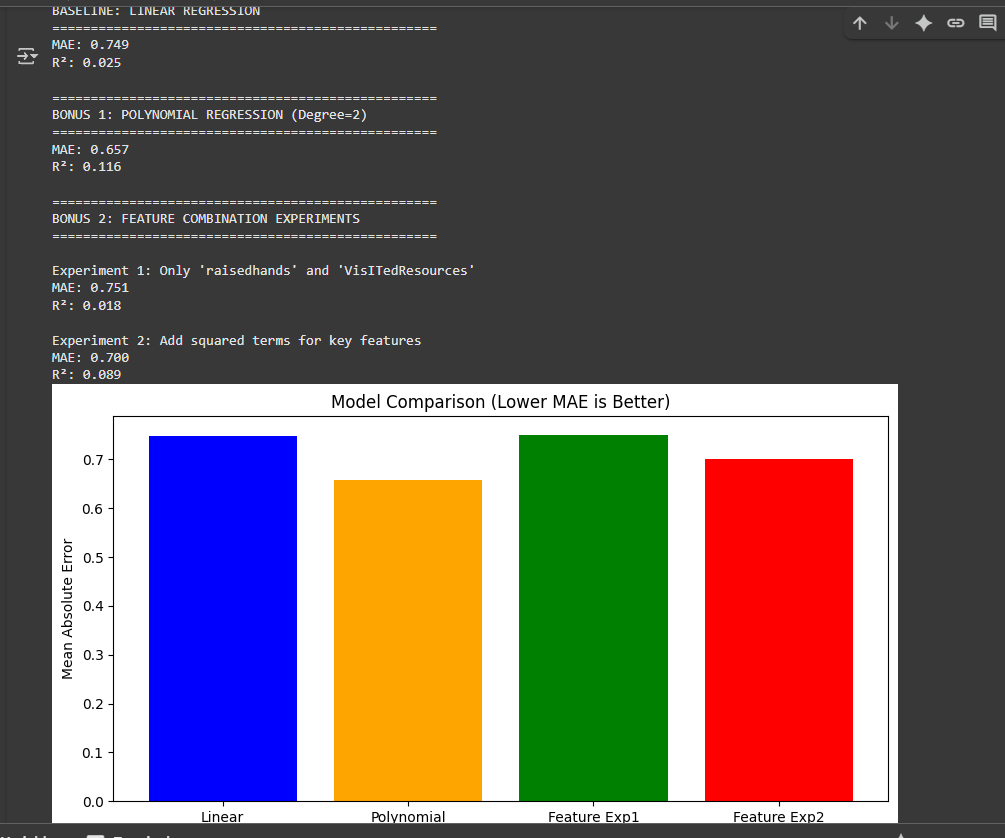 BASELINE: LINEAR REGRESSION
==================================================
MAE: 0.749
R²: 0.025
==================================================
BONUS 1: POLYNOMIAL REGRESSION (Degree=2)
==================================================
MAE: 0.657
R²: 0.116
==================================================
BONUS 2: FEATURE COMBINATION EXPERIMENTS
==================================================
Experiment 1: Only 'raisedhands' and 'VisITedResources'
MAE: 0.751
R²: 0.018
Experiment 2: Add squared terms for key features
MAE: 0.700
R²: 0.089
Model Comparison (Lower MAE is Better)
Mean Absolute Error
0.7
0.6
0.5
0.4
0.3
0.2
0.1
0.0
Linear Polynomial Feature Exp1 Feature Exp2